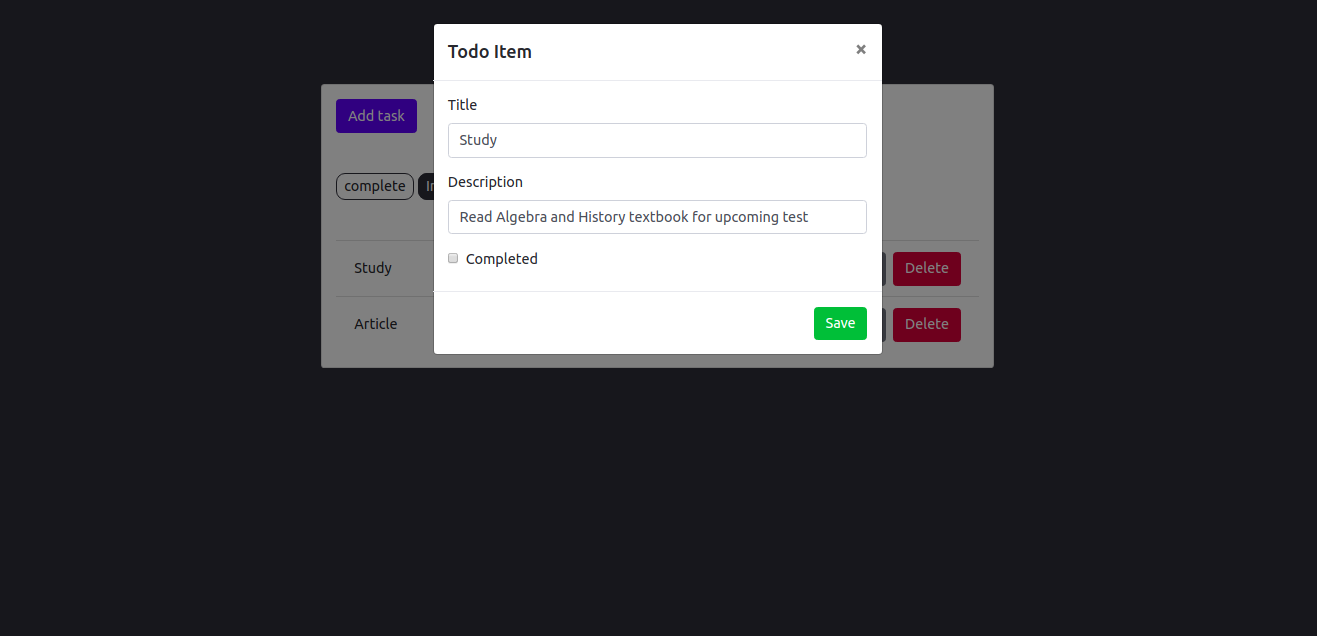 Todo Item ×
Title
Add task
Study
complete
Description
Read Algebra and History textbook for upcoming test
Completed
Study Delete
Save
Article Delete